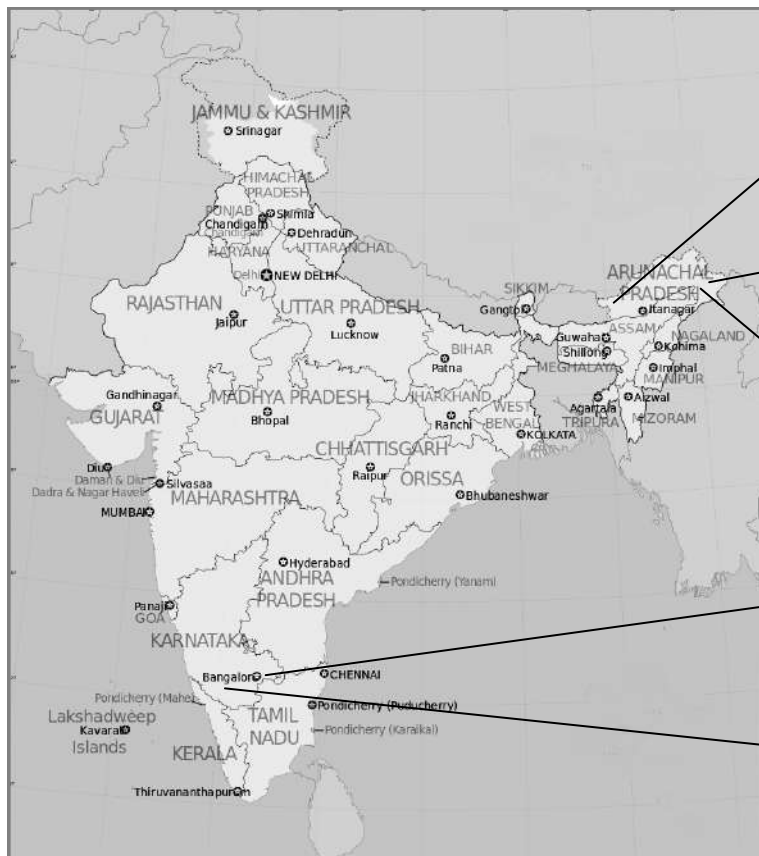 JAMMU & KASHMIR
Srinagar
HIMACHAL
PRADESH
PUNJAB
Shimla
Chandigarh
Chandigarh
Dehradun
UTTARANCHAL
HARYANA
Delhi
NEW DELHI
RAJASTHAN
Jaipur
UTTAR PRADESH
Lucknow
SIKKIM
Gangtok
ARUNACHAL
PRADESH
Itanagar
ASSAM
Guwahati
NAGALAND
Kohima
Shillong
MEGHALAYA
Imphal
MANIPUR
BIHAR
Patna
Gandhinagar
GUJARAT
MADHYA PRADESH
Bhopal
JHARKHAND
Ranchi
WEST
BENGAL
KOLKATA
Agartala
TRIPURA
Aizwal
MIZORAM
CHHATTISGARH
Raipur
ORISSA
Bhubaneshwar
Diu
Daman & Diu
Dadra & Nagar Haveli
Silvasaa
MAHARASHTRA
MUMBAI
Hyderabad
ANDHRA
PRADESH
Pondicherry (Yanam)
Panaji
GOA
KARNATAKA
Bangalore
CHENNAI
Pondicherry (Mahe)
Pondicherry (Puducherry)
Lakshadweep
Kavarati
Islands
TAMIL
NADU
Pondicherry (Karaikal)
KERALA
Thiruvananthapuram